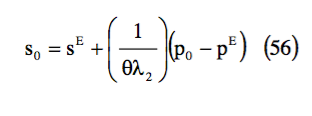 s₀ = sᴱ + (1/θλ₂)(p₀ − pᴱ) (56)